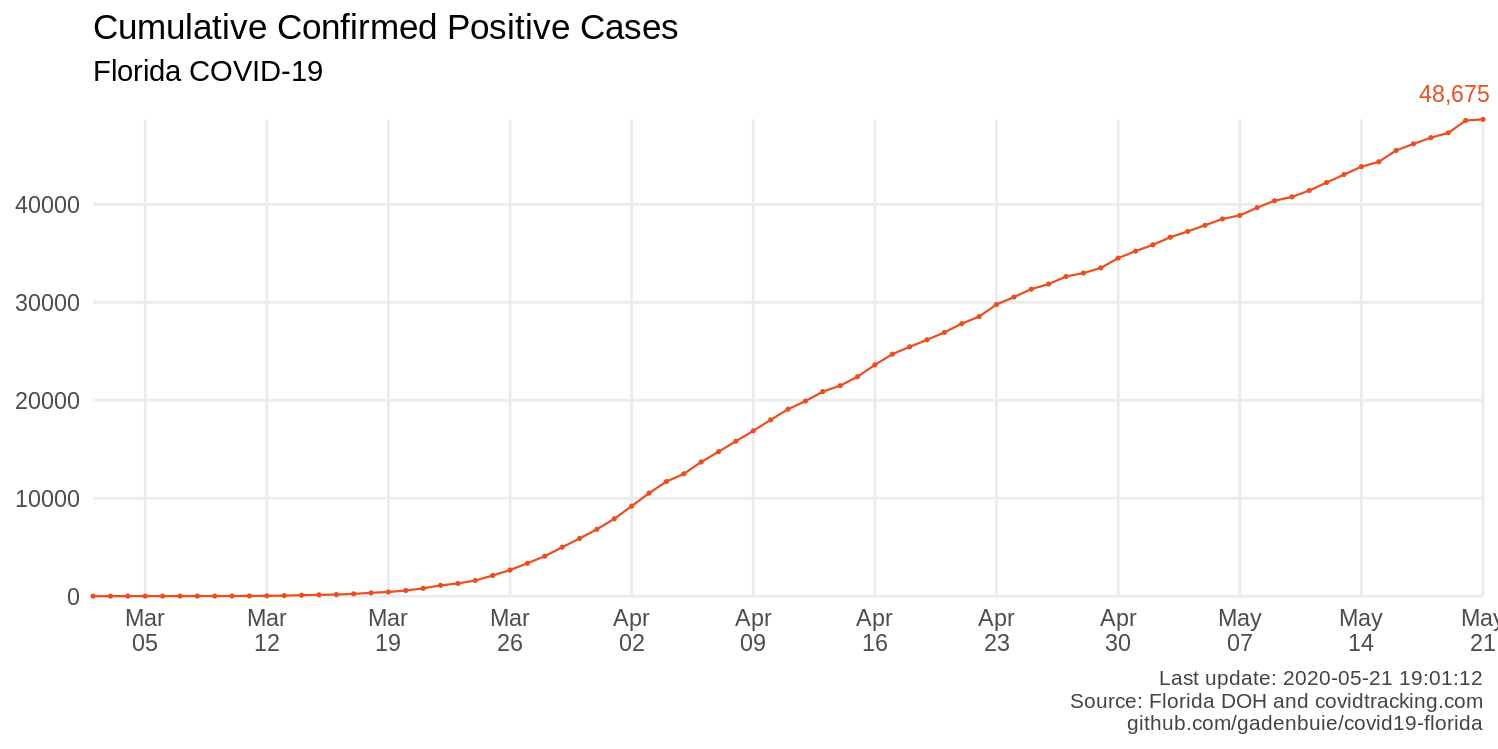 Cumulative Confirmed Positive Cases
Florida COVID-19
48,675
40000
30000
20000
10000
0
Mar 05
Mar 12
Mar 19
Mar 26
Apr 02
Apr 09
Apr 16
Apr 23
Apr 30
May 07
May 14
May 21
Last update: 2020-05-21 19:01:12
Source: Florida DOH and covidtracking.com
github.com/gadenbuie/covid19-florida